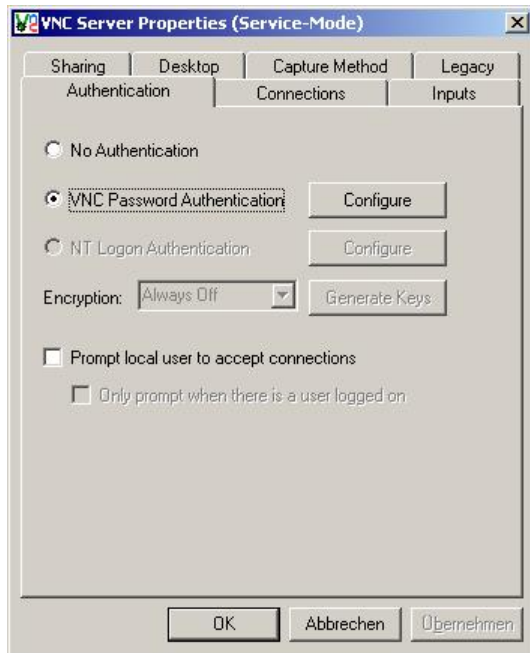 VNC Server Properties (Service-Mode)
Sharing Desktop Capture Method Legacy
Authentication Connections Inputs
No Authentication
VNC Password Authentication Configure
NT Logon Authentication Configure
Encryption: Always Off Generate Keys
Prompt local user to accept connections
Only prompt when there is a user logged on
OK Abbrechen Übernehmen